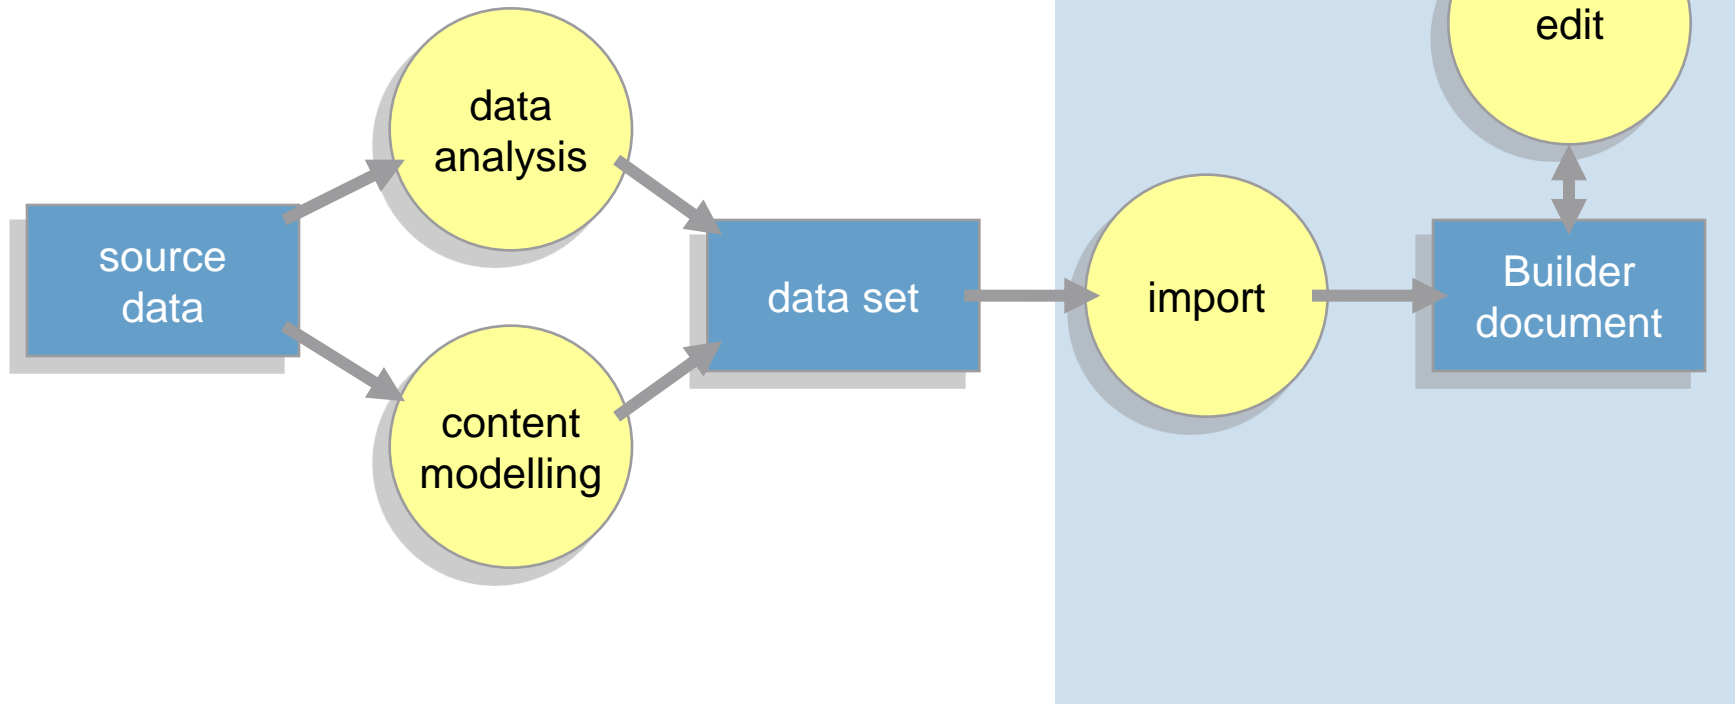 edit
data
analysis
source
data
data set
import
Builder
document
content
modelling